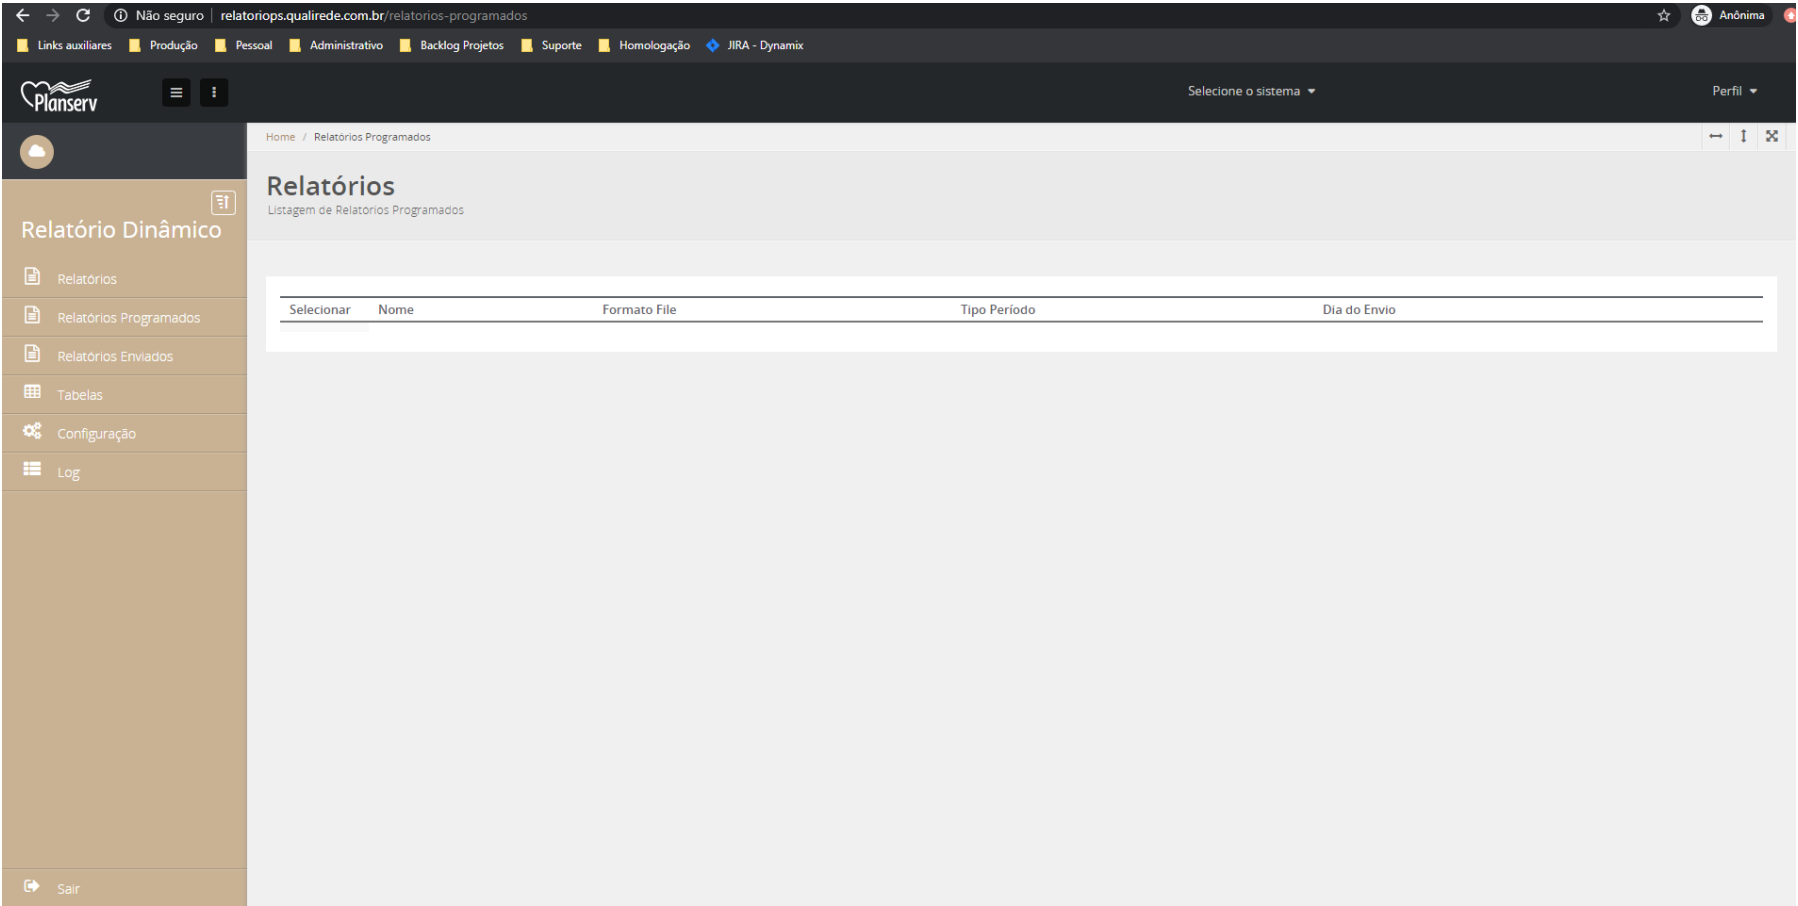 Não seguro | relatoriops.qualirede.com.br/relatorios-programados
Anônima
Links auxiliares Produção Pessoal Administrativo Backlog Projetos Suporte Homologação JIRA - Dynamix
Planserv
Selecione o sistema
Perfil
Home / Relatórios Programados
Relatórios
Listagem de Relatórios Programados
Relatório Dinâmico
Relatórios
Relatórios Programados
Relatórios Enviados
Tabelas
Configuração
Log
Sair
Selecionar Nome Formato File Tipo Período Dia do Envio